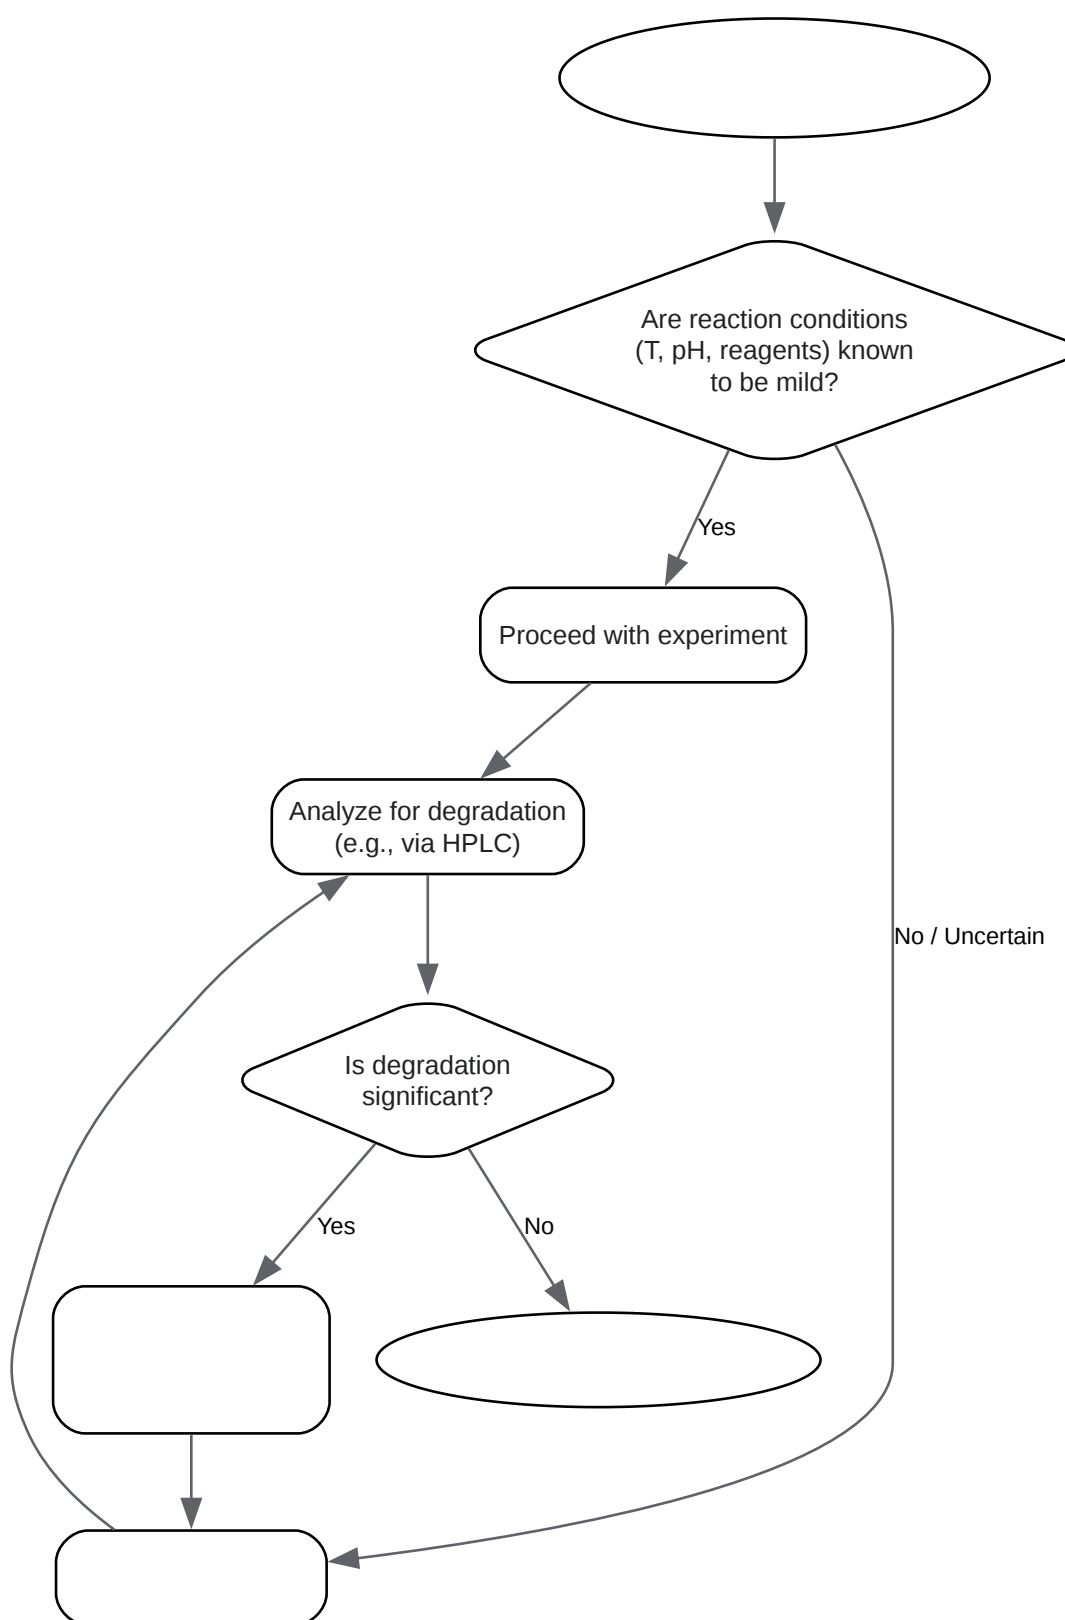 Are reaction conditions
(T, pH, reagents) known
to be mild?
Yes
Proceed with experiment
Analyze for degradation
(e.g., via HPLC)
No / Uncertain
Is degradation
significant?
Yes
No